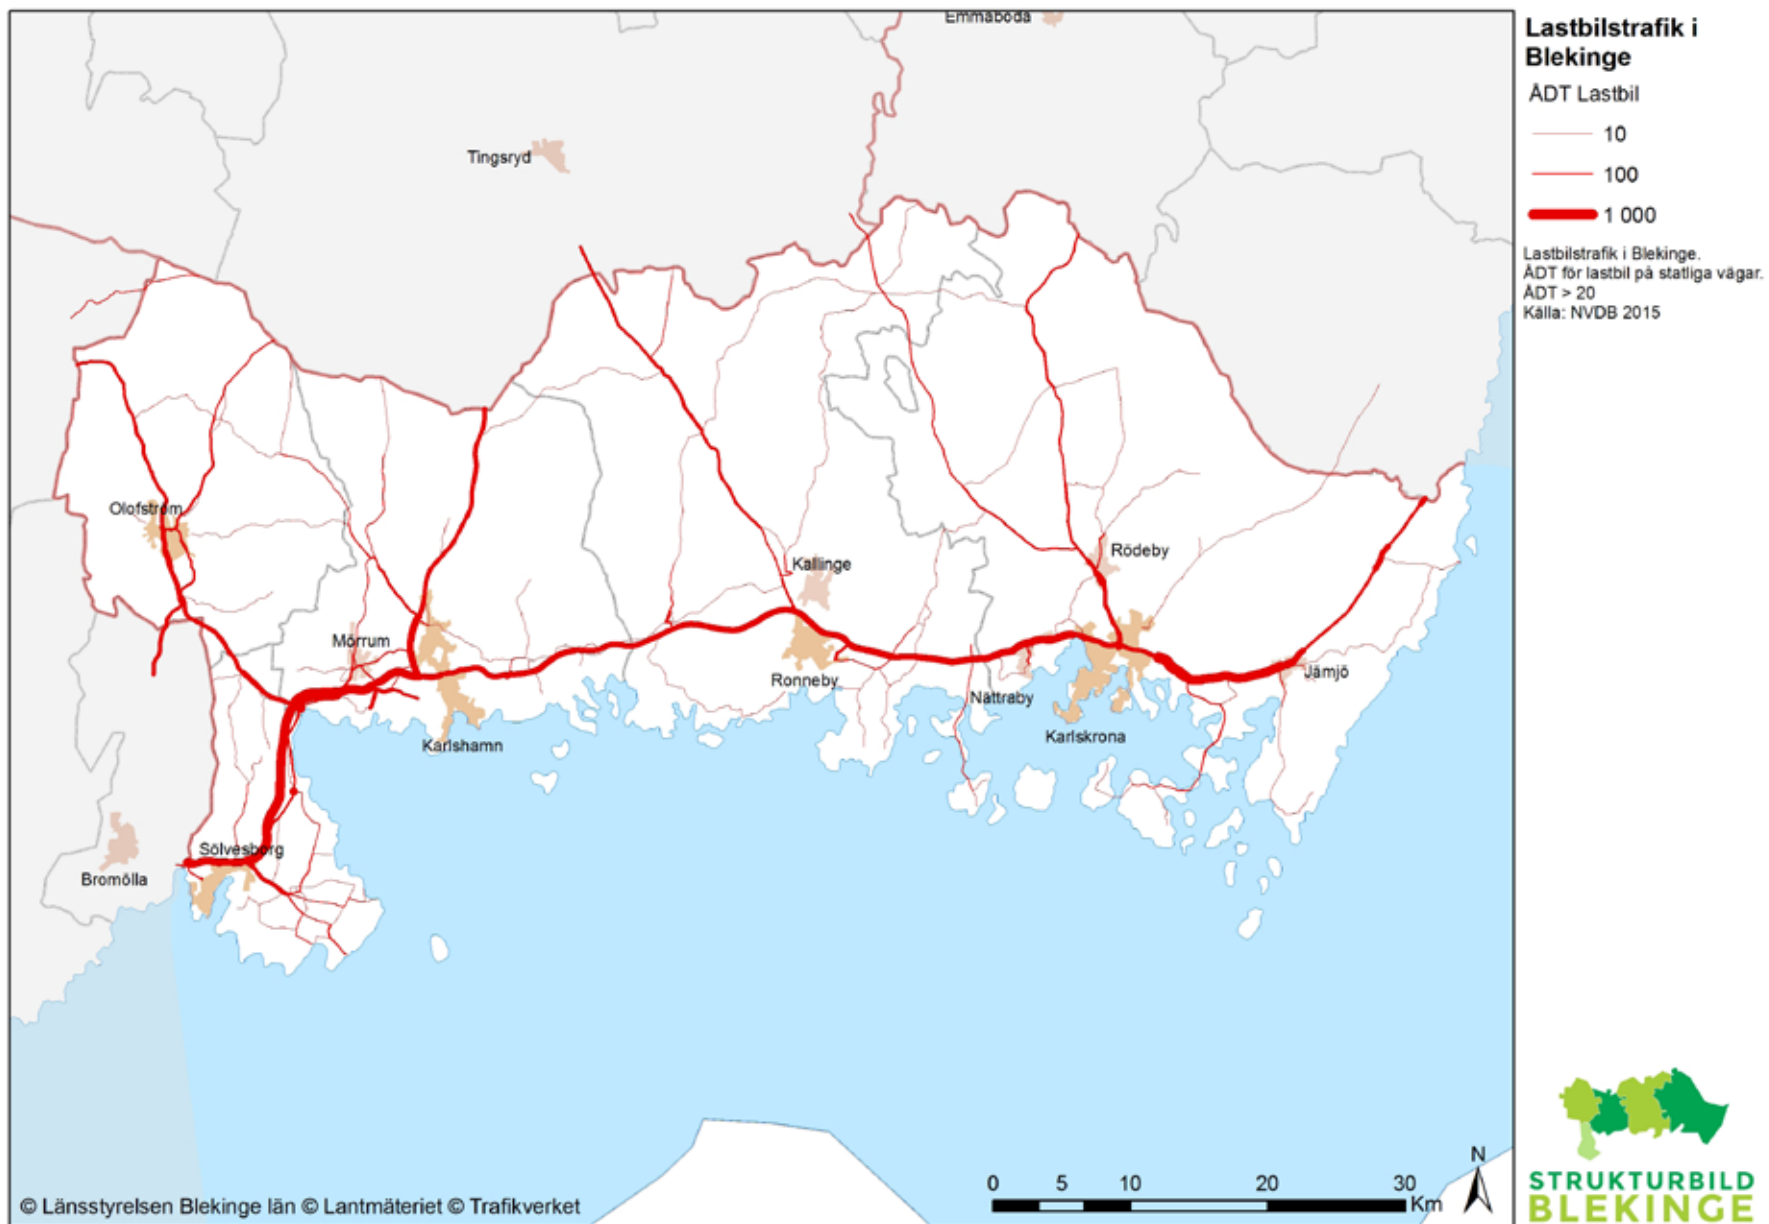 Emmaboda
Tingsryd
Olofström
Kallinge
Rödeby
Mörrum
Jämjö
Ronneby
Nättraby
Karlskrona
Karlshamn
Sölvesborg
Bromölla
© Länsstyrelsen Blekinge län © Lantmäteriet © Trafikverket
0 5 10 20 30
Km
N
Lastbilstrafik i
Blekinge
ÅDT Lastbil
10
100
1 000
Lastbilstrafik i Blekinge.
ÅDT för lastbil på statliga vägar.
ÅDT > 20
Källa: NVDB 2015
STRUKTURBILD
BLEKINGE